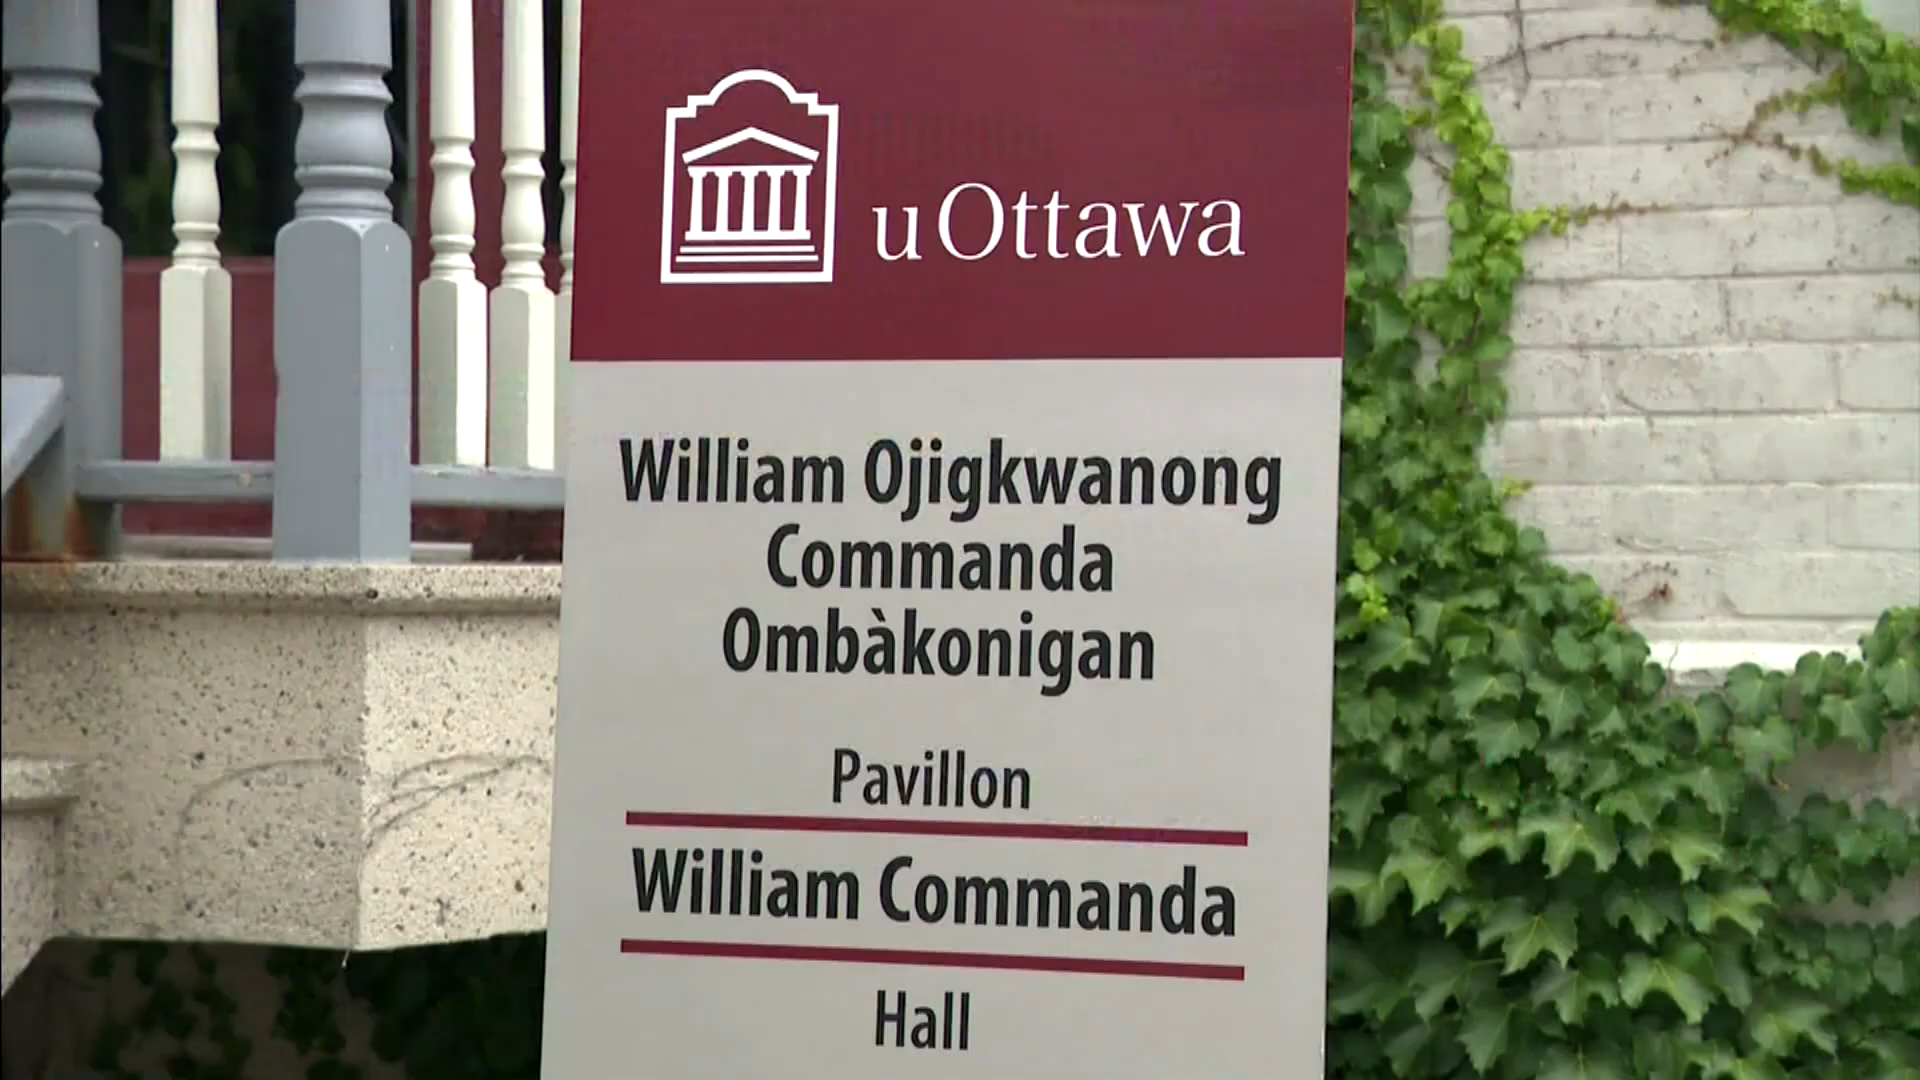 uOttawa
William Ojigkwanong
Commanda
Ombàkonigan
Pavillon
William Commanda
Hall